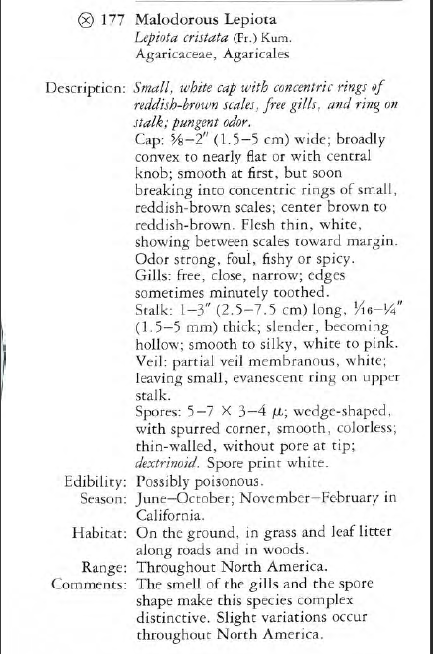 ⊗ 177 Malodorous Lepiota
Lepiota cristata (Fr.) Kum.
Agaricaceae, Agaricales
Description: Small, white cap with concentric rings of
reddish-brown scales, free gills, and ring on
stalk; pungent odor.
Cap: ⅝–2" (1.5–5 cm) wide; broadly
convex to nearly flat or with central
knob; smooth at first, but soon
breaking into concentric rings of small,
reddish-brown scales; center brown to
reddish-brown. Flesh thin, white,
showing between scales toward margin.
Odor strong, foul, fishy or spicy.
Gills: free, close, narrow; edges
sometimes minutely toothed.
Stalk: 1–3" (2.5–7.5 cm) long, 1/16–¼"
(1.5–5 mm) thick; slender, becoming
hollow; smooth to silky, white to pink.
Veil: partial veil membranous, white;
leaving small, evanescent ring on upper
stalk.
Spores: 5–7 × 3–4 µ; wedge-shaped,
with spurred corner, smooth, colorless;
thin-walled, without pore at tip;
dextrinoid. Spore print white.
Edibility: Possibly poisonous.
Season: June–October; November–February in
California.
Habitat: On the ground, in grass and leaf litter
along roads and in woods.
Range: Throughout North America.
Comments: The smell of the gills and the spore
shape make this species complex
distinctive. Slight variations occur
throughout North America.